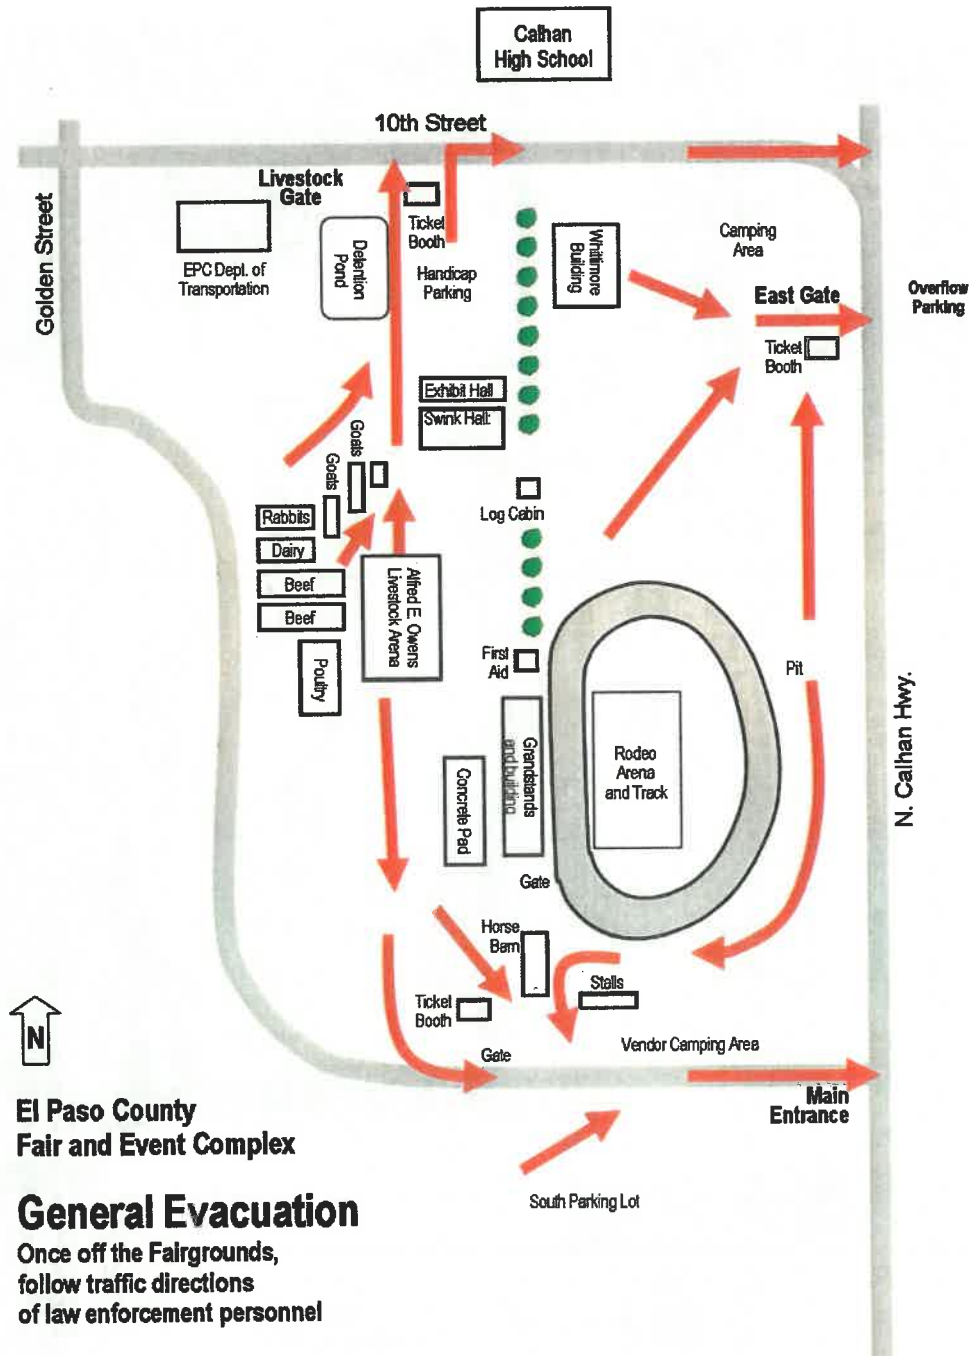 Calhan
High School
10th Street
Livestock
Gate
Golden Street
EPC Dept. of
Transportation
Detention
Pond
Ticket
Booth
Handicap
Parking
Whittimore
Building
Camping
Area
East Gate
Overflow
Parking
Ticket
Booth
Exhibit Hall
Swink Hall:
Goats
Goats
Log Cabin
Rabbits
Dairy
Beef
Beef
Poultry
Alfred E. Owens
Livestock Arena
First
Aid
Pit
N. Calhan Hwy.
Grandstands
and building
Concrete Pad
Rodeo
Arena
and Track
Gate
Horse
Barn
Stalls
Ticket
Booth
Gate
Vendor Camping Area
Main
Entrance
South Parking Lot
N
El Paso County
Fair and Event Complex
General Evacuation
Once off the Fairgrounds,
follow traffic directions
of law enforcement personnel